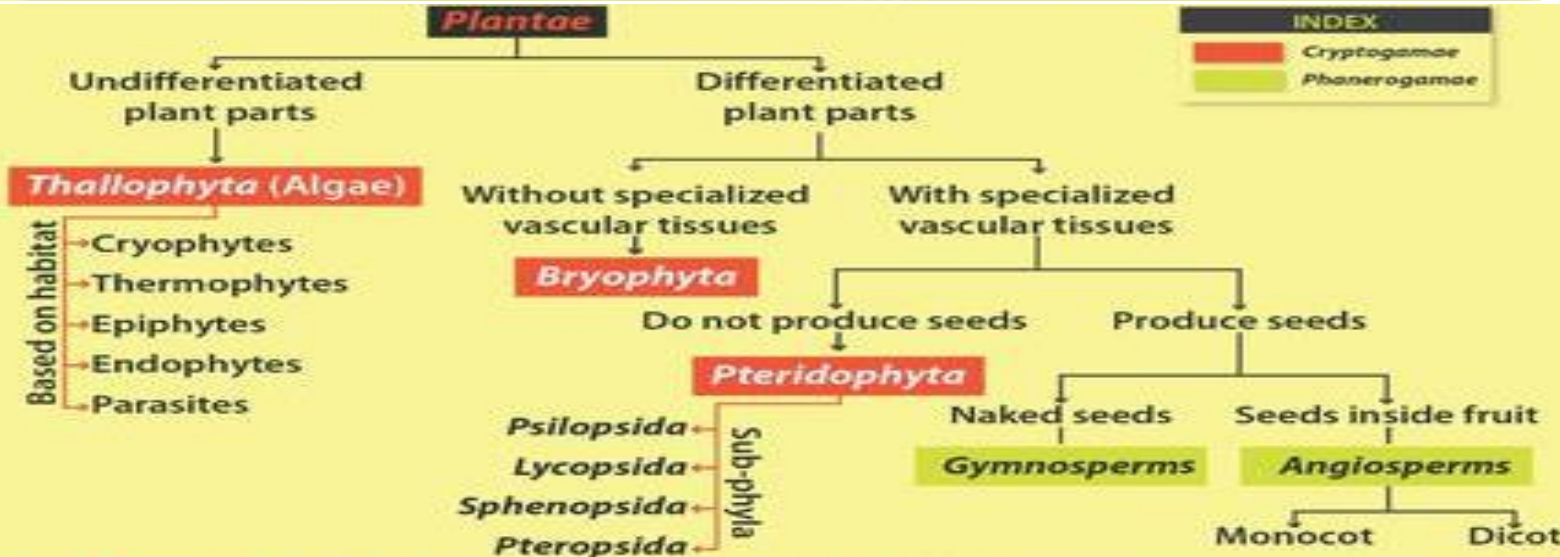 Plantae
INDEX
Cryptogamae
Phanerogamae
Undifferentiated
plant parts
Differentiated
plant parts
Thallophyta (Algae)
Based on habitat
Cryophytes
Thermophytes
Epiphytes
Endophytes
Parasites
Without specialized
vascular tissues
Bryophyta
With specialized
vascular tissues
Do not produce seeds
Pteridophyta
Sub-phyla
Psilopsida
Lycopsida
Sphenopsida
Pteropsida
Produce seeds
Naked seeds
Gymnosperms
Seeds inside fruit
Angiosperms
Monocot
Dicot